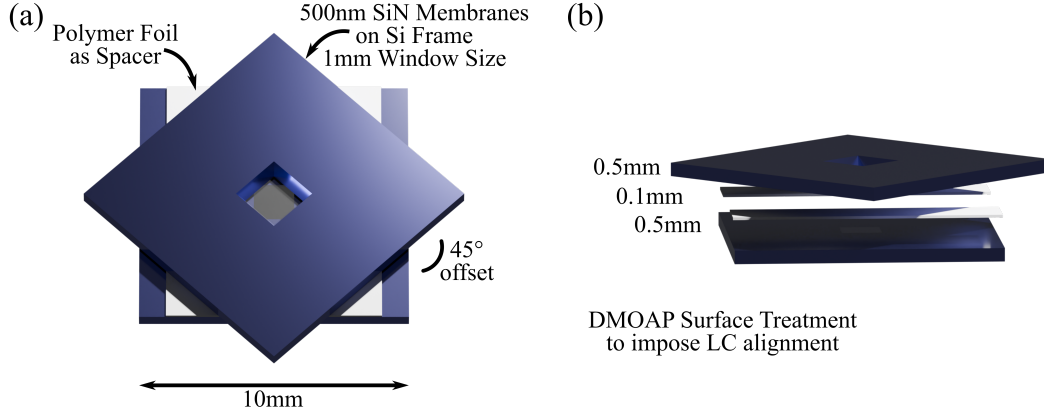 (a)
Polymer Foil
as Spacer
500nm SiN Membranes
on Si Frame
1mm Window Size
45°
offset
10mm
(b)
0.5mm
0.1mm
0.5mm
DMOAP Surface Treatment
to impose LC alignment